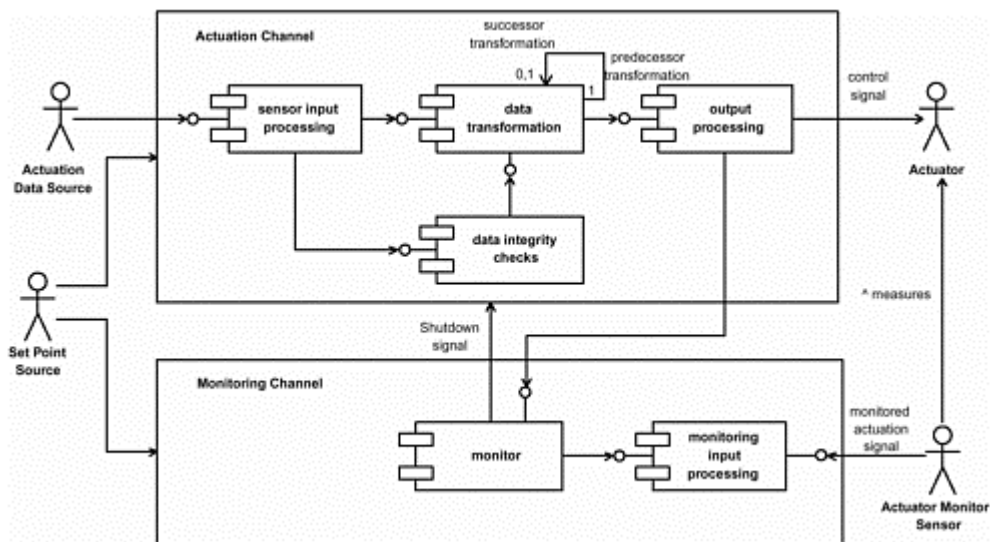 Actuation Channel
successor
transformation
predecessor
transformation
0,1
1
control
signal
sensor input
processing
data
transformation
output
processing
Actuation
Data Source
Actuator
data integrity
checks
^ measures
Shutdown
signal
Set Point
Source
Monitoring Channel
monitored
actuation
signal
monitor
monitoring
input
processing
Actuator Monitor
Sensor